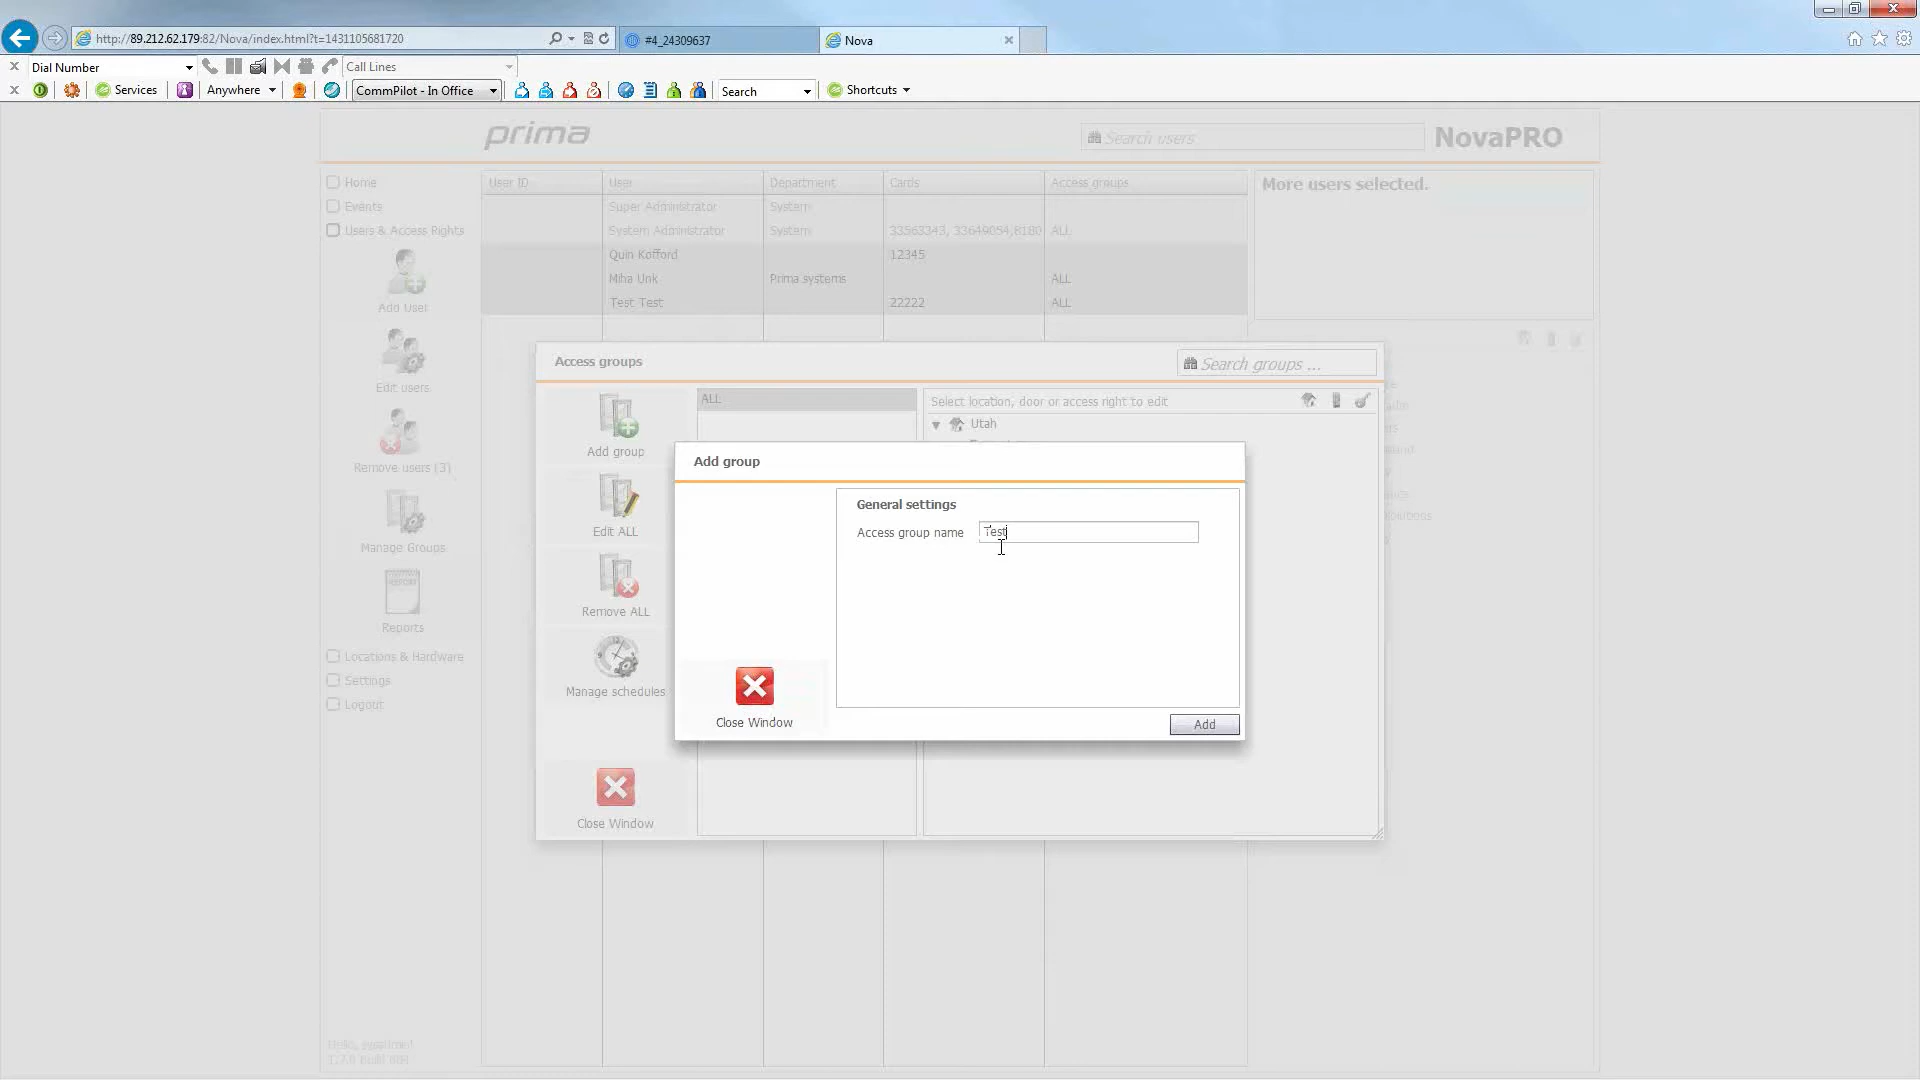 http://89.212.62.179:82/Nova/index.html?t=1431105681720
#4_24309637
Nova
Dial Number
Call Lines
Services
Anywhere
CommPilot - In Office
Search
Shortcuts
prima
Search users
NovaPRO
Home
Events
Users & Access Rights
Add User
Edit users
Remove users (3)
Manage Groups
Reports
Locations & Hardware
Settings
Logout
User ID User Department Cards Access groups
Super Administrator System
System Administrator System 33563343, 33649054,8180 ALL
Quin Kofford 12345
Miha Unk Prima systems ALL
Test Test 22222 ALL
More users selected.
Access groups
Search groups ...
Add group
Edit ALL
Remove ALL
Manage schedules
Close Window
ALL
Select location, door or access right to edit
Utah
Add group
General settings
Access group name Test
Close Window
Add